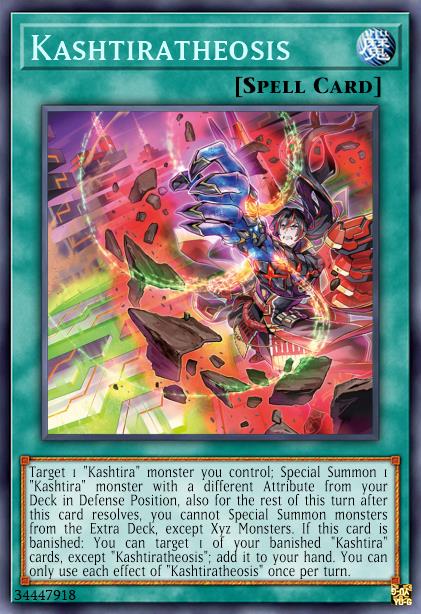 Kashtiratheosis
魔
[Spell Card]
Target 1 "Kashtira" monster you control; Special Summon 1
"Kashtira" monster with a different Attribute from your
Deck in Defense Position, also for the rest of this turn after
this card resolves, you cannot Special Summon monsters
from the Extra Deck, except Xyz Monsters. If this card is
banished: You can target 1 of your banished "Kashtira"
cards, except "Kashtiratheosis"; add it to your hand. You can
only use each effect of "Kashtiratheosis" once per turn.
34447918